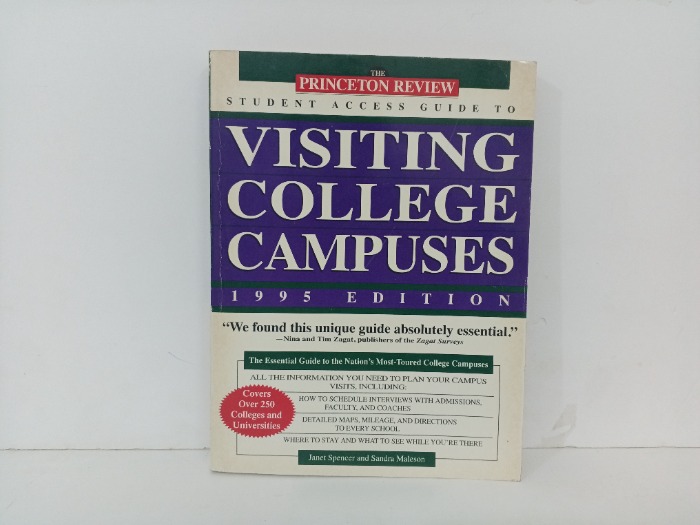 THE
PRINCETON REVIEW
STUDENT ACCESS GUIDE TO
VISITING
COLLEGE
CAMPUSES
1995 EDITION
“We found this unique guide absolutely essential.”
—Nina and Tim Zagat, publishers of the Zagat Surveys
The Essential Guide to the Nation's Most-Toured College Campuses
ALL THE INFORMATION YOU NEED TO PLAN YOUR CAMPUS
VISITS, INCLUDING:
Covers
Over 250
Colleges and
Universities
HOW TO SCHEDULE INTERVIEWS WITH ADMISSIONS,
FACULTY, AND COACHES
DETAILED MAPS, MILEAGE, AND DIRECTIONS
TO EVERY SCHOOL
WHERE TO STAY AND WHAT TO SEE WHILE YOU'RE THERE
Janet Spencer and Sandra Maleson